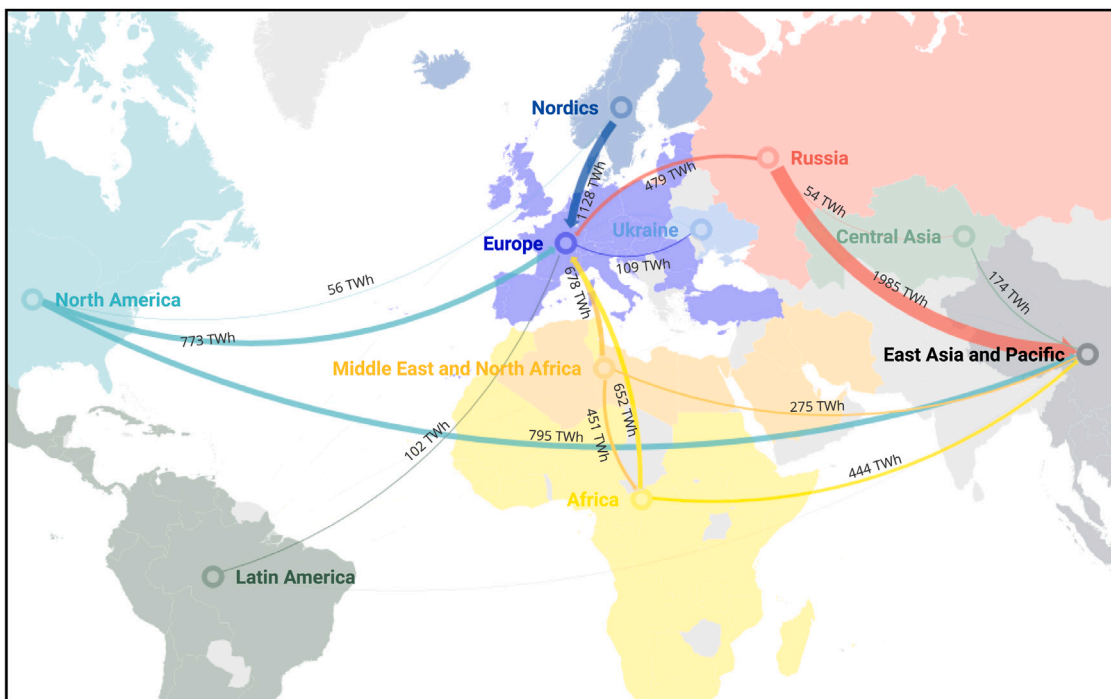 Nordics
1128 TWh
Russia
479 TWh
54 TWh
Ukraine
Central Asia
Europe
109 TWh
678 TWh
1985 TWh
174 TWh
56 TWh
North America
773 TWh
East Asia and Pacific
Middle East and North Africa
652 TWh
275 TWh
451 TWh
795 TWh
102 TWh
444 TWh
Africa
Latin America